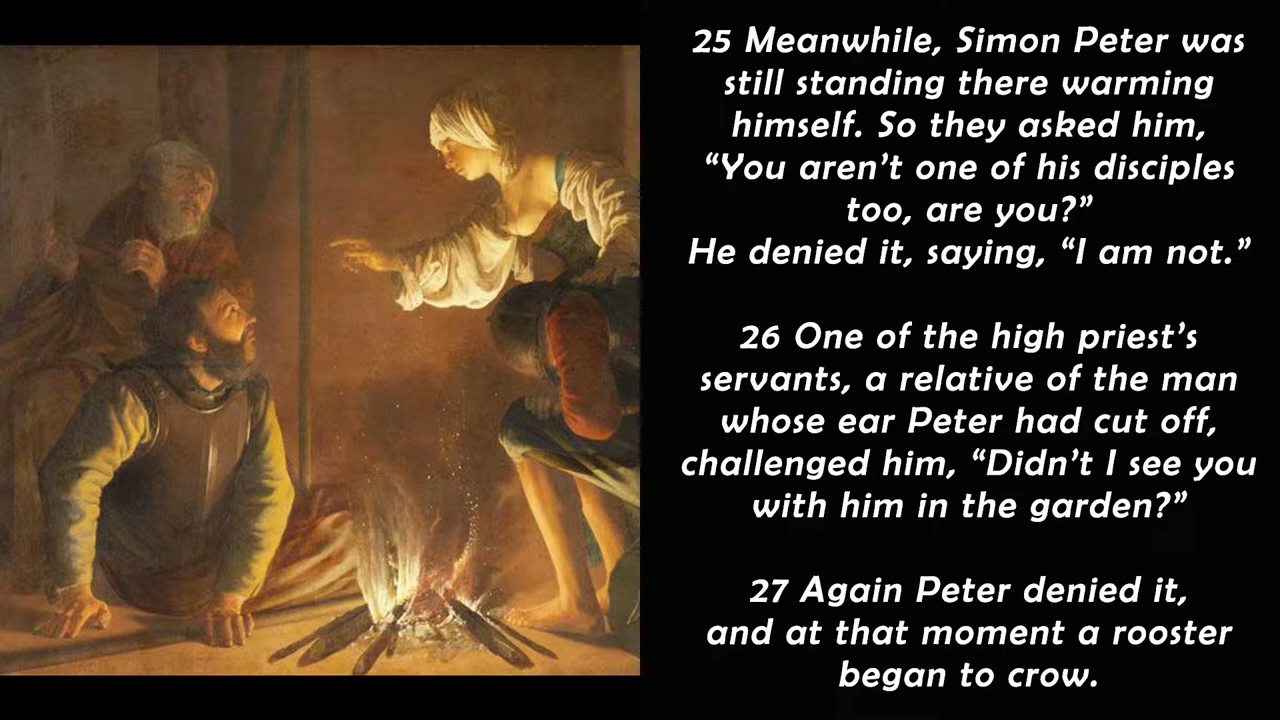 25 Meanwhile, Simon Peter was
still standing there warming
himself. So they asked him,
“You aren’t one of his disciples
too, are you?”
He denied it, saying, “I am not.”
26 One of the high priest’s
servants, a relative of the man
whose ear Peter had cut off,
challenged him, “Didn’t I see you
with him in the garden?”
27 Again Peter denied it,
and at that moment a rooster
began to crow.